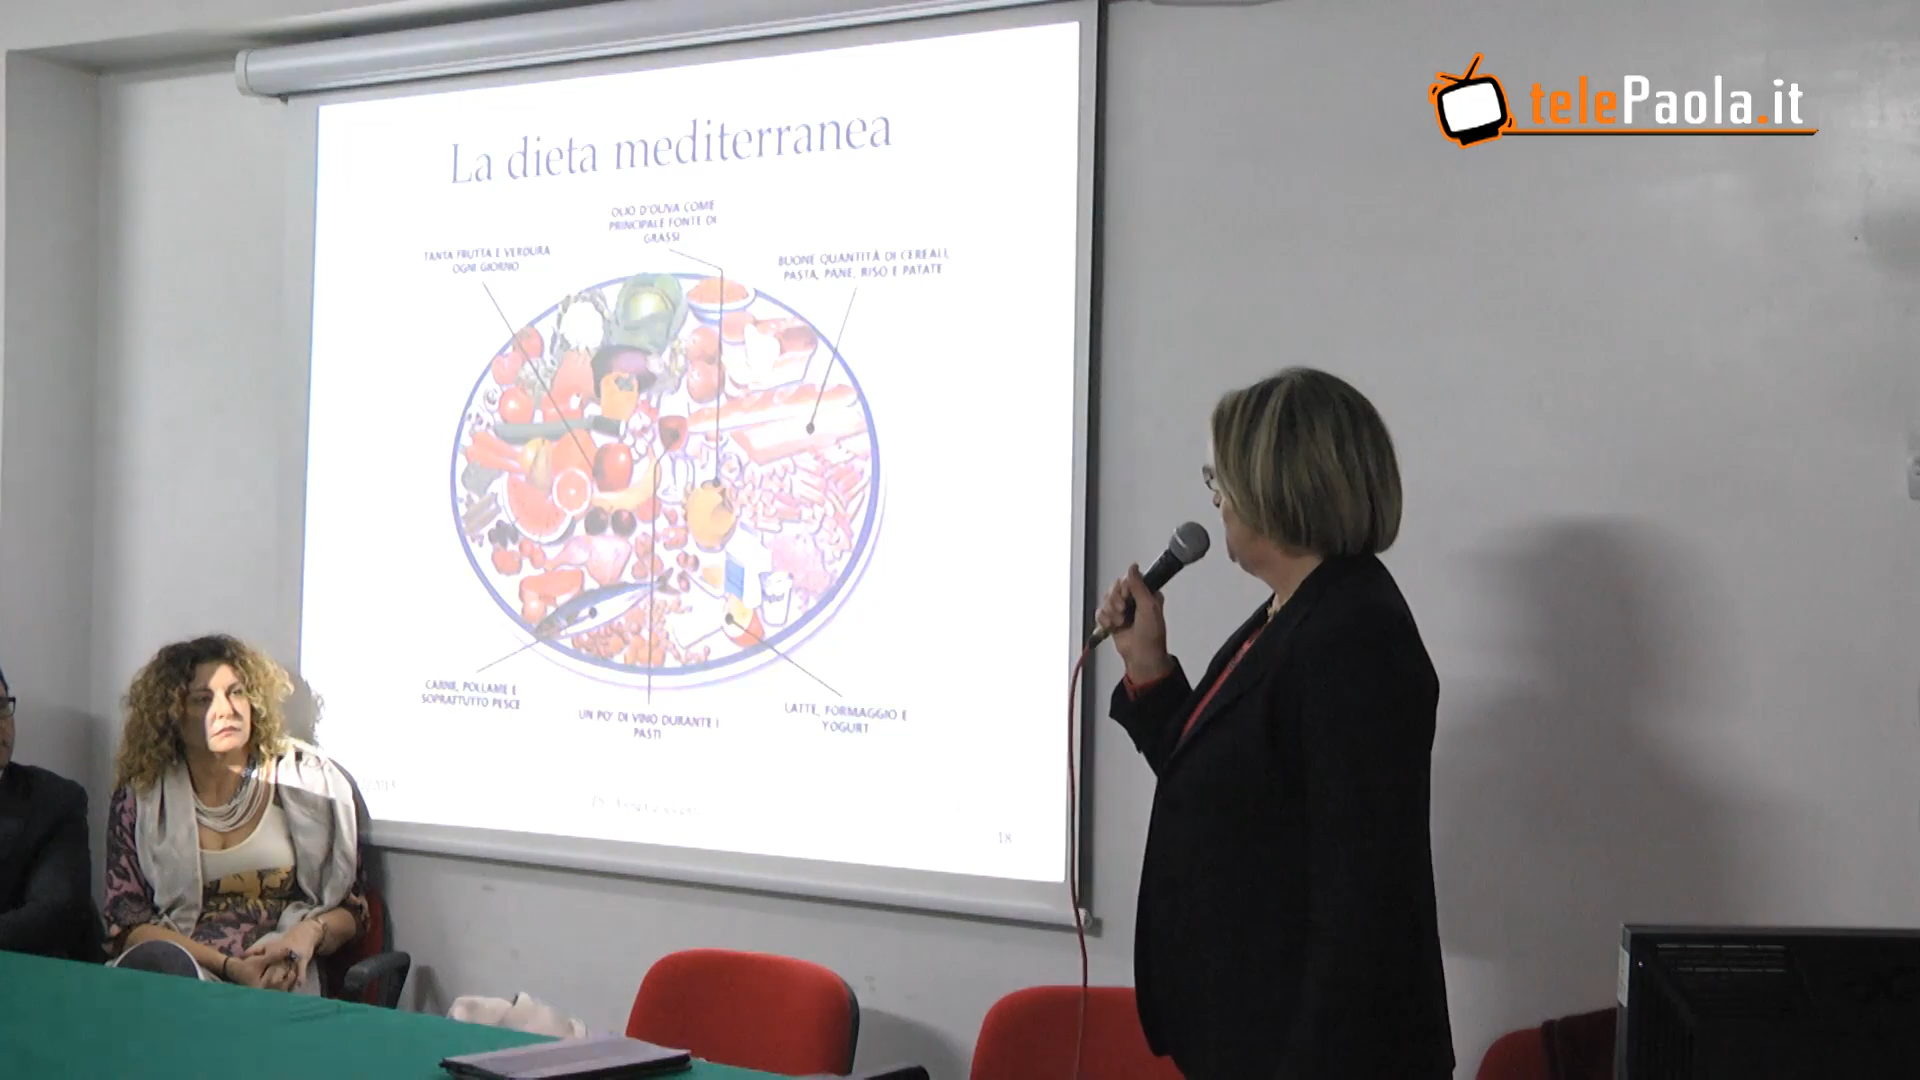 telePaola.it
La dieta mediterranea
OLIO D'OLIVA COME
PRINCIPALE FONTE DI
GRASSI
TANTA FRUTTA E VERDURA
OGNI GIORNO
BUONE QUANTITÀ DI CEREALI,
PASTA, PANE, RISO E PATATE
CARNE, POLLAME E
SOPRATTUTTO PESCE
UN PO' DI VINO DURANTE I
PASTI
LATTE, FORMAGGIO E
YOGURT
18